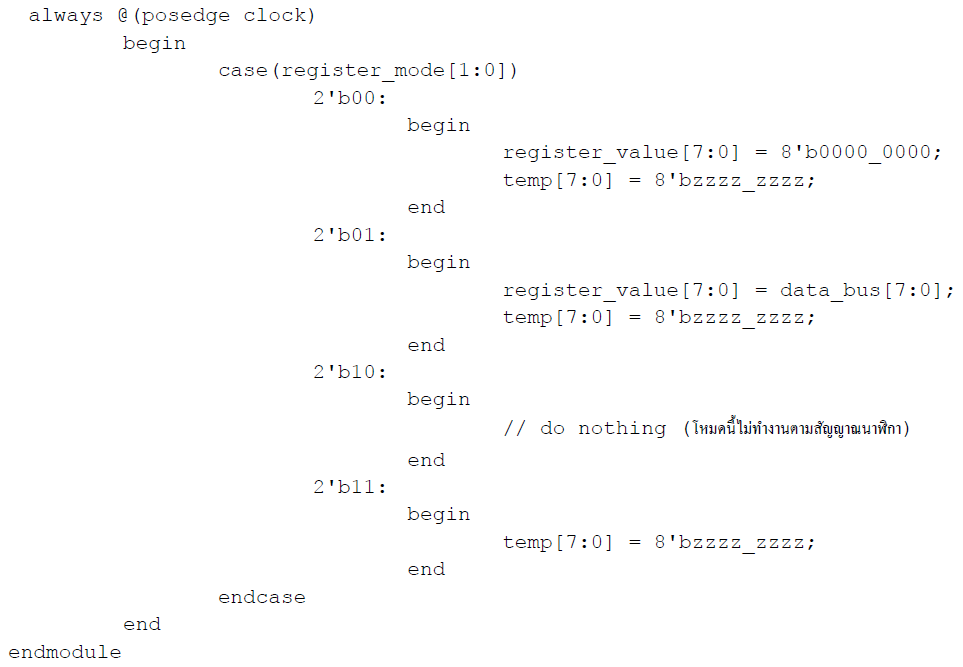 always @(posedge clock)
begin
case(register_mode[1:0])
2'b00:
begin
register_value[7:0] = 8'b0000_0000;
temp[7:0] = 8'bzzzz_zzzz;
end
2'b01:
begin
register_value[7:0] = data_bus[7:0];
temp[7:0] = 8'bzzzz_zzzz;
end
2'b10:
begin
// do nothing (โหมดนี้ไม่ทำงานตามสัญญาณนาฬิกา)
end
2'b11:
begin
temp[7:0] = 8'bzzzz_zzzz;
end
endcase
end
endmodule